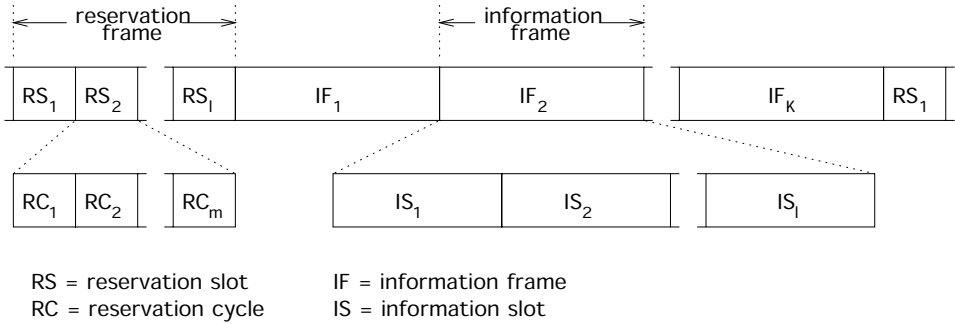 reservation frame information frame
RS₁ RS₂ RSₗ IF₁ IF₂ IF_K RS₁
RC₁ RC₂ RCₘ IS₁ IS₂ ISₗ
RS = reservation slot IF = information frame
RC = reservation cycle IS = information slot